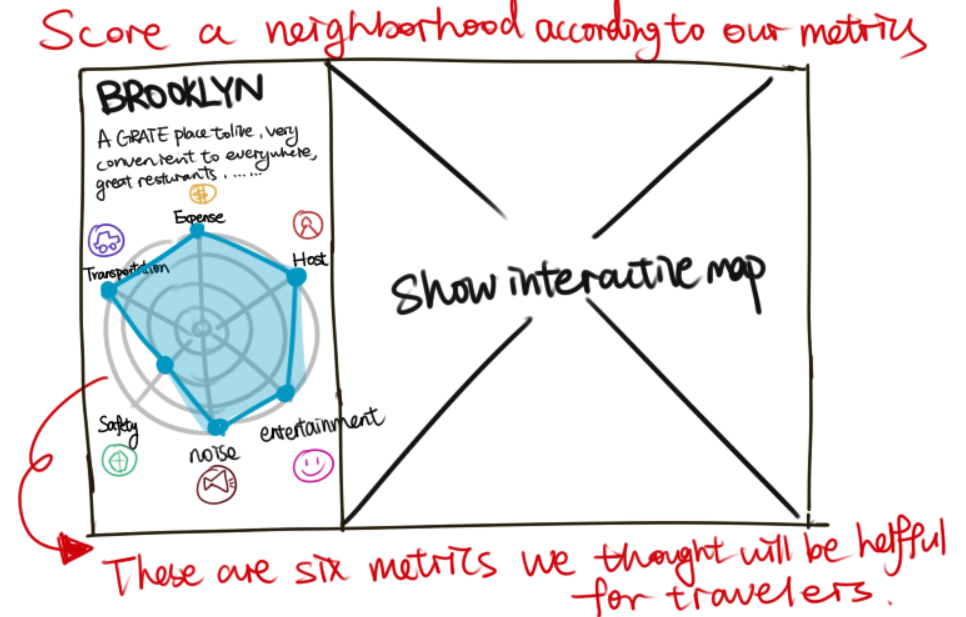 Score a neighborhood according to our metrics
BROOKLYN
A GRATE place to live, very
convenient to everywhere,
great resturants. ......
$
Expense
Host
Transportation
Show interactive map
Safety
entertainment
noise
These are six metrics we thought will be helpful
for travelers.